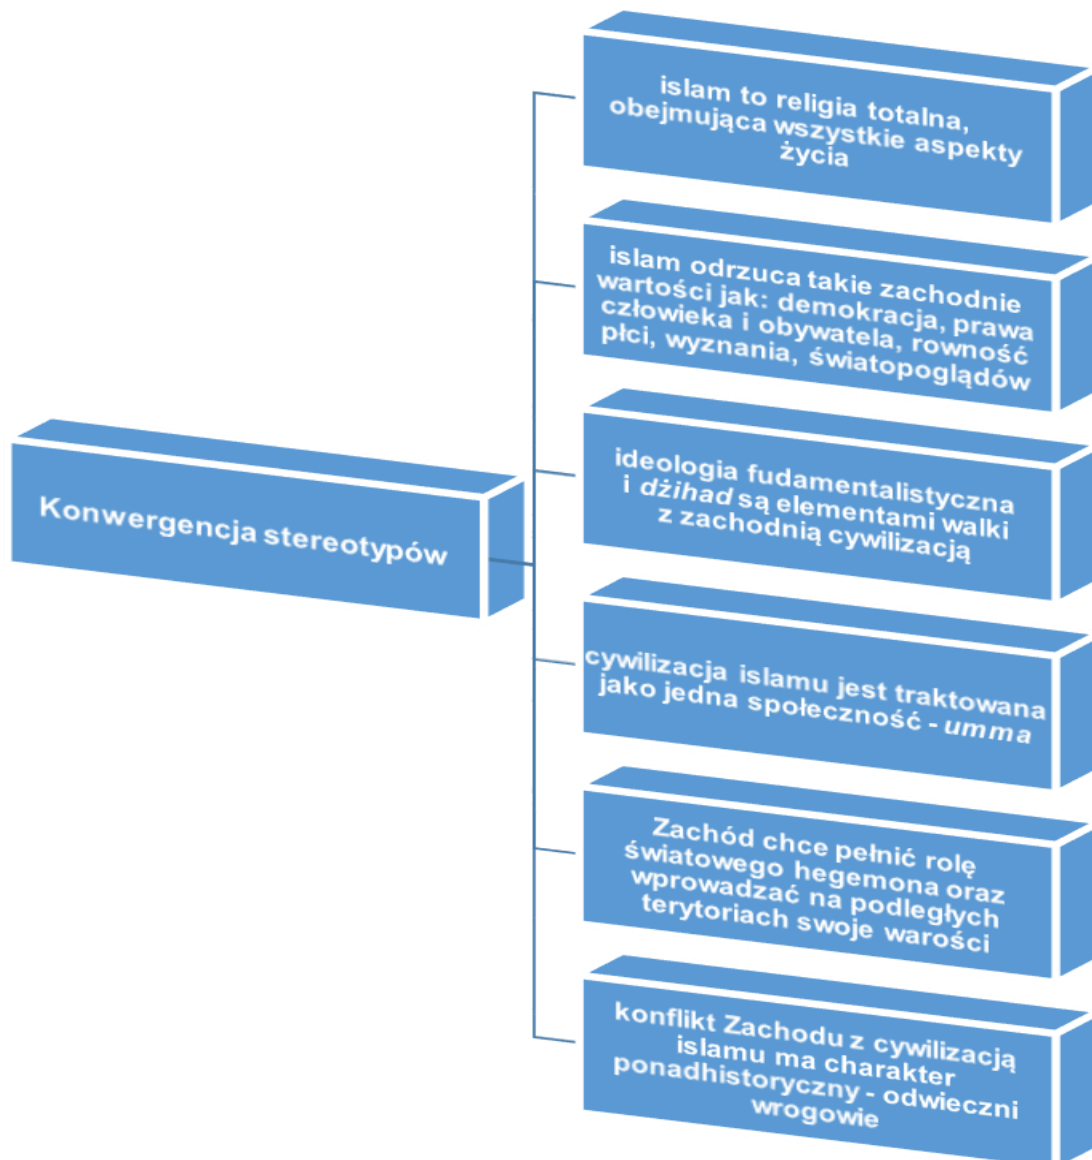 islam to religia totalna,
obejmująca wszystkie aspekty
życia
islam odrzuca takie zachodnie
wartości jak: demokracja, prawa
człowieka i obywatela, rowność
płci, wyznania, światopoglądów
Konwergencja stereotypów
ideologia fudamentalistyczna
i dżihad są elementami walki
z zachodnią cywilizacją
cywilizacja islamu jest traktowana
jako jedna społeczność - umma
Zachód chce pełnić rolę
światowego hegemona oraz
wprowadzać na podległych
terytoriach swoje warości
konflikt Zachodu z cywilizacją
islamu ma charakter
ponadhistoryczny - odwieczni
wrogowie